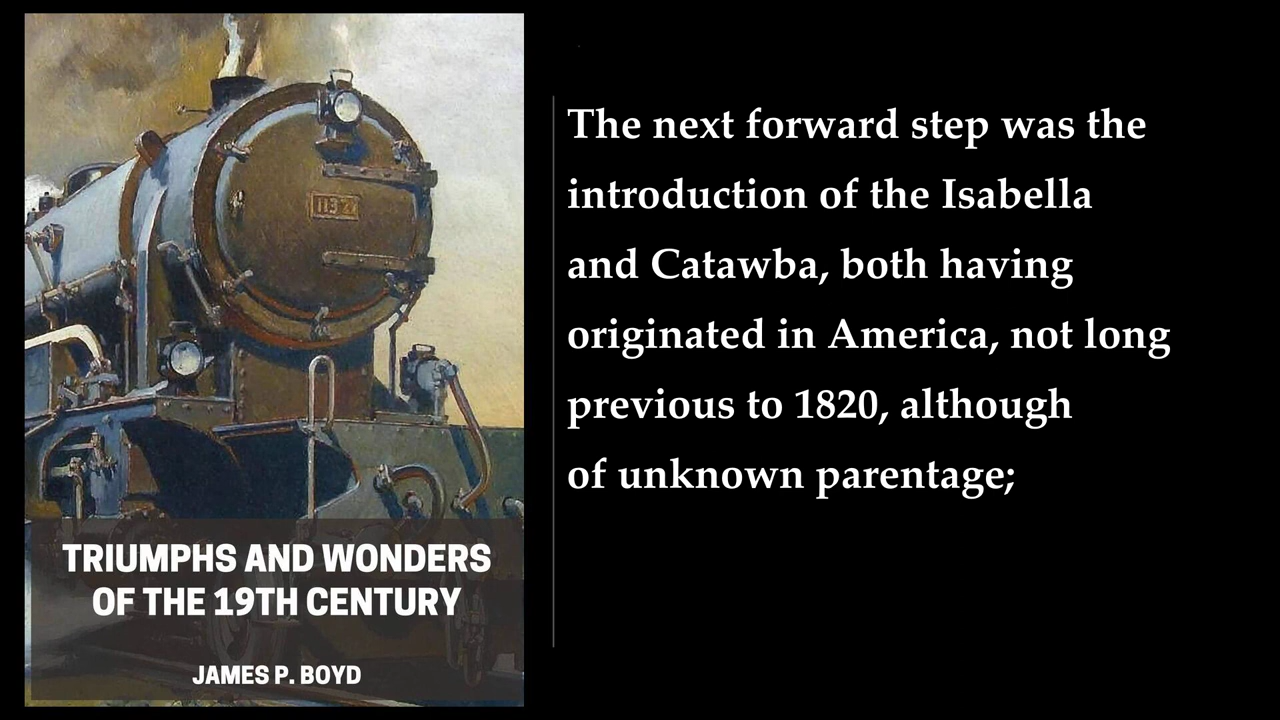 1132
TRIUMPHS AND WONDERS
OF THE 19TH CENTURY
JAMES P. BOYD
The next forward step was the
introduction of the Isabella
and Catawba, both having
originated in America, not long
previous to 1820, although
of unknown parentage;